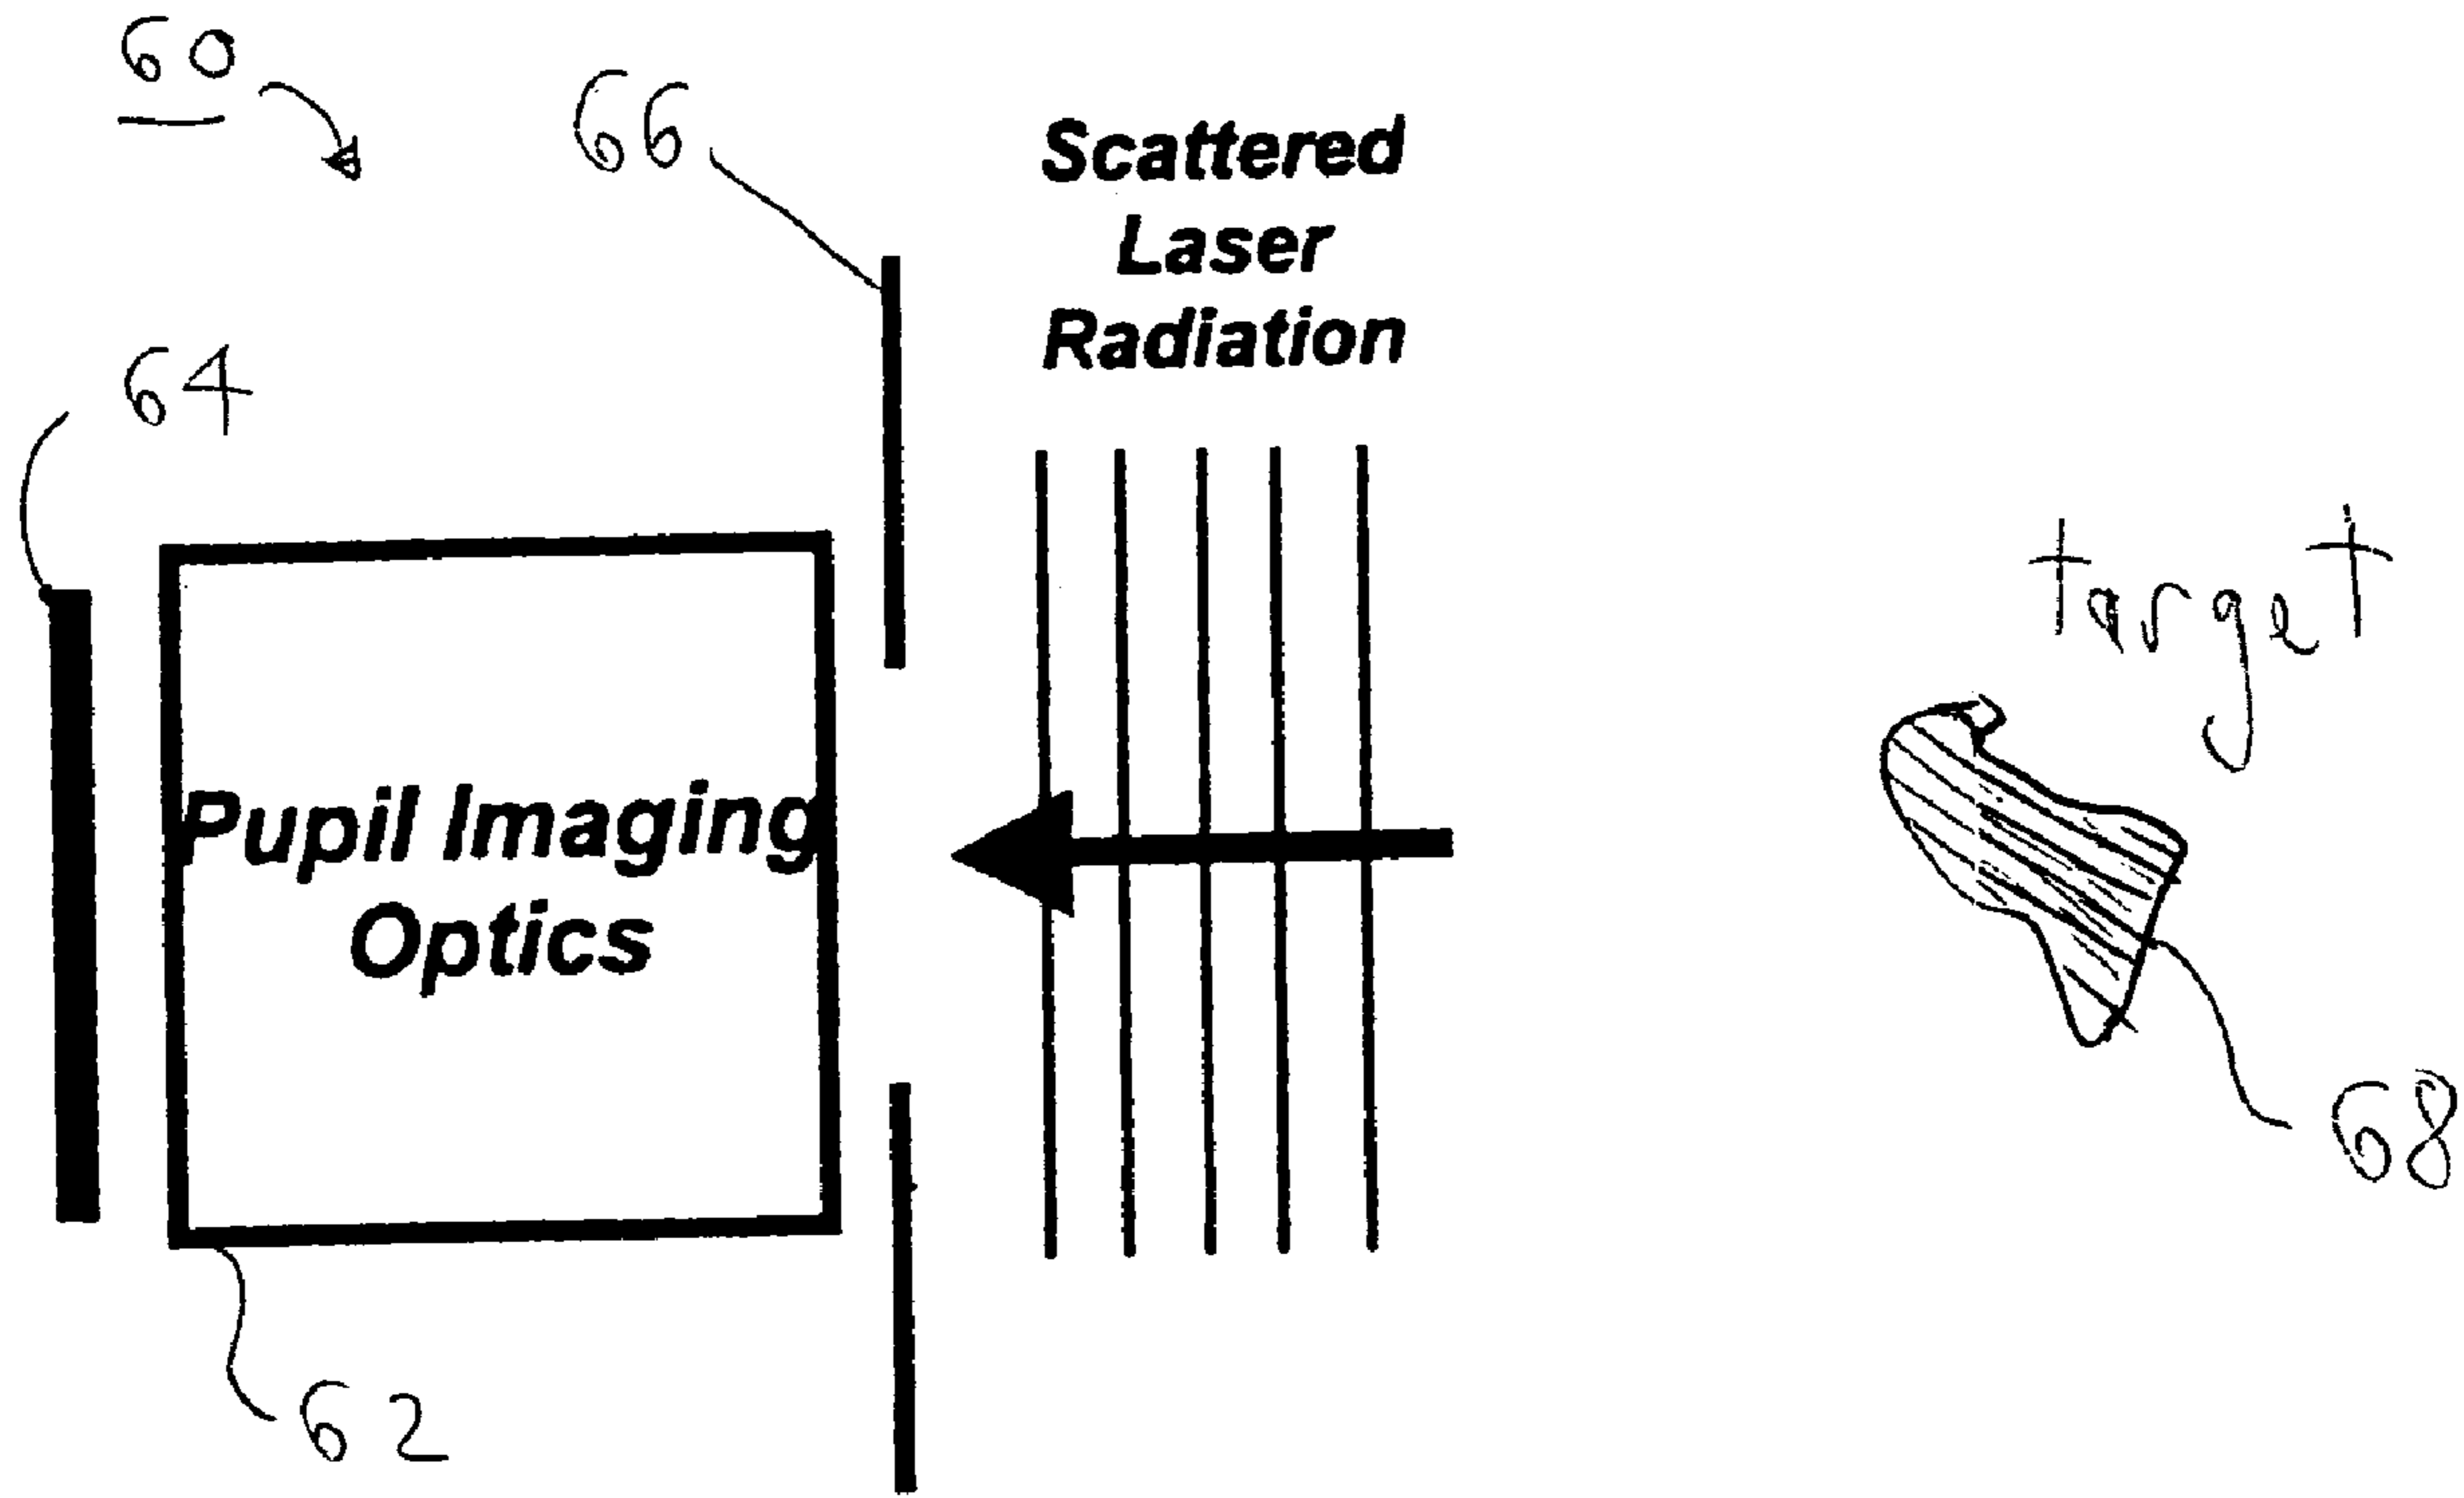 60
66
Scattered
Laser
Radiation
64
target
Pupil Imaging
Optics
68
62